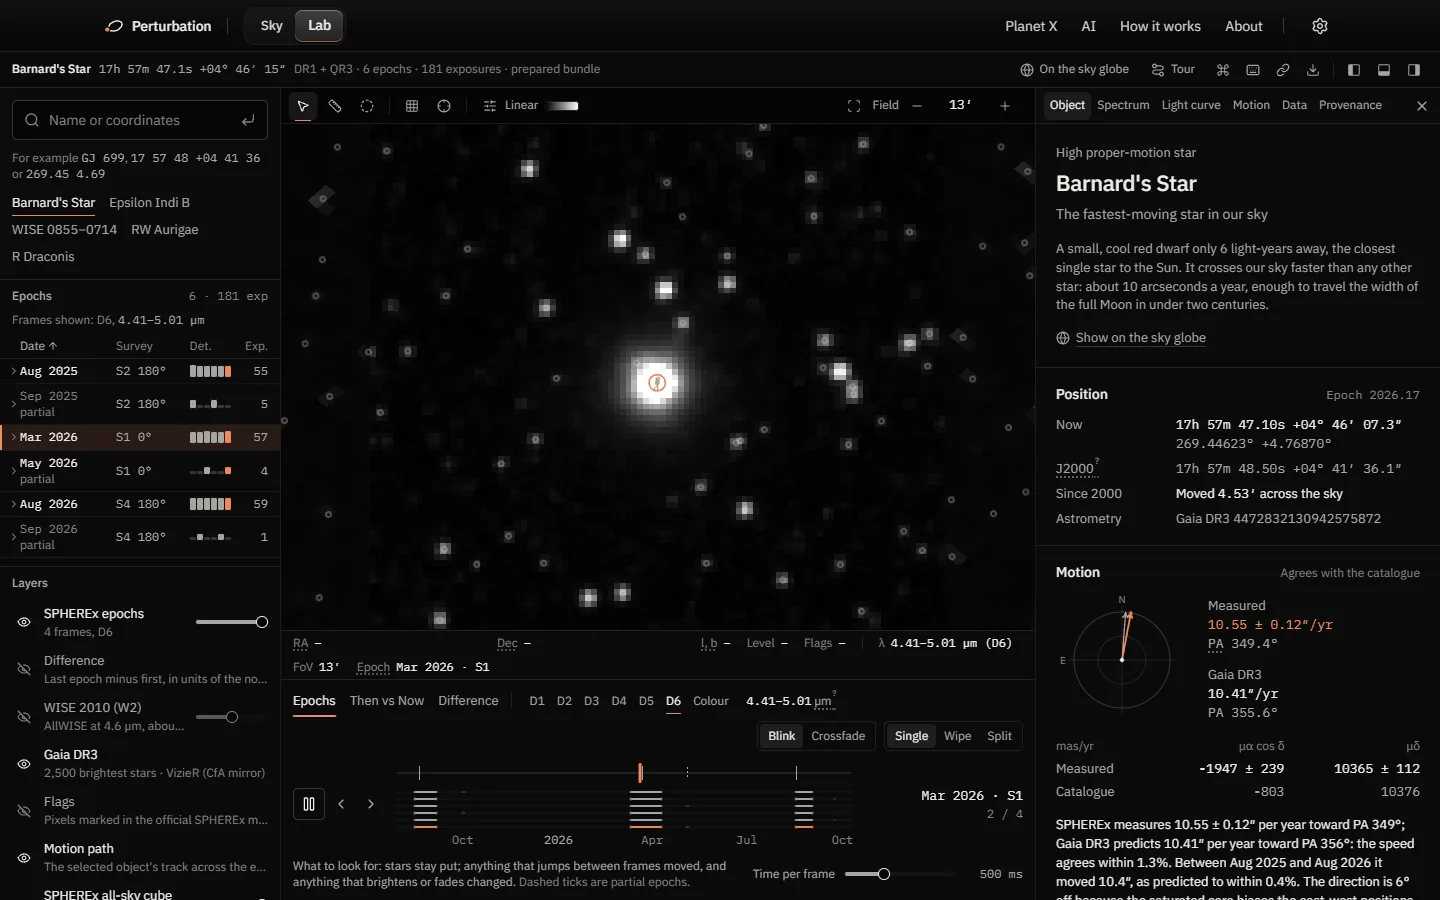 Perturbation
Sky
Lab
Planet X
AI
How it works
About
Barnard's Star 17h 57m 47.1s +04° 46′ 15″ DR1 + QR3 · 6 epochs · 181 exposures · prepared bundle
On the sky globe
Tour
Name or coordinates
For example GJ 699, 17 57 48 +04 41 36
or 269.45 4.69
Barnard's Star
Epsilon Indi B
WISE 0855–0714
RW Aurigae
R Draconis
Epochs
6 · 181 exp
Frames shown: D6, 4.41–5.01 µm
Date ↑ Survey Det. Exp.
Aug 2025 S2 180° 55
Sep 2025 partial S2 180° 5
Mar 2026 S1 0° 57
May 2026 partial S1 0° 4
Aug 2026 S4 180° 59
Sep 2026 partial S4 180° 1
Layers
SPHEREx epochs
4 frames, D6
Difference
Last epoch minus first, in units of the no…
WISE 2010 (W2)
AllWISE at 4.6 µm, abou…
Gaia DR3
2,500 brightest stars · VizieR (CfA mirror)
Flags
Pixels marked in the official SPHEREx m…
Motion path
The selected object's track across the e…
SPHEREx all-sky cube
Linear
Field
13′
N
E
RA –
Dec –
l, b –
Level –
Flags –
λ 4.41–5.01 µm (D6)
FoV 13′
Epoch Mar 2026 · S1
Epochs
Then vs Now
Difference
D1 D2 D3 D4 D5 D6 Colour
4.41–5.01 µm?
Blink Crossfade
Single Wipe Split
Mar 2026 · S1
2 / 4
Oct 2026 Apr Jul Oct
What to look for: stars stay put; anything that jumps between frames moved, and
anything that brightens or fades changed. Dashed ticks are partial epochs.
Time per frame
500 ms
Object Spectrum Light curve Motion Data Provenance
High proper-motion star
Barnard's Star
The fastest-moving star in our sky
A small, cool red dwarf only 6 light-years away, the closest
single star to the Sun. It crosses our sky faster than any other
star: about 10 arcseconds a year, enough to travel the width of
the full Moon in under two centuries.
Show on the sky globe
Position
Epoch 2026.17
Now 17h 57m 47.10s +04° 46′ 07.3″
269.44623° +4.76870°
J2000? 17h 57m 48.50s +04° 41′ 36.1″
Since 2000 Moved 4.53′ across the sky
Astrometry Gaia DR3 4472832130942575872
Motion
Agrees with the catalogue
Measured
10.55 ± 0.12″/yr
PA 349.4°
Gaia DR3
10.41″/yr
PA 355.6°
mas/yr µα cos δ µδ
Measured -1947 ± 239 10365 ± 112
Catalogue -803 10376
SPHEREx measures 10.55 ± 0.12″ per year toward PA 349°;
Gaia DR3 predicts 10.41″ per year toward PA 356°: the speed
agrees within 1.3%. Between Aug 2025 and Aug 2026 it
moved 10.4″, as predicted to within 0.4%. The direction is 6°
off because the saturated core biases the east-west positions